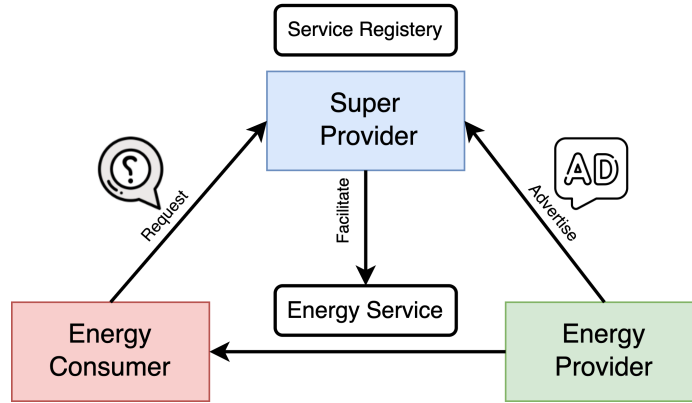 Service Registery
Super
Provider
?
AD
Request
Facilitate
Advertise
Energy Service
Energy
Consumer
Energy
Provider